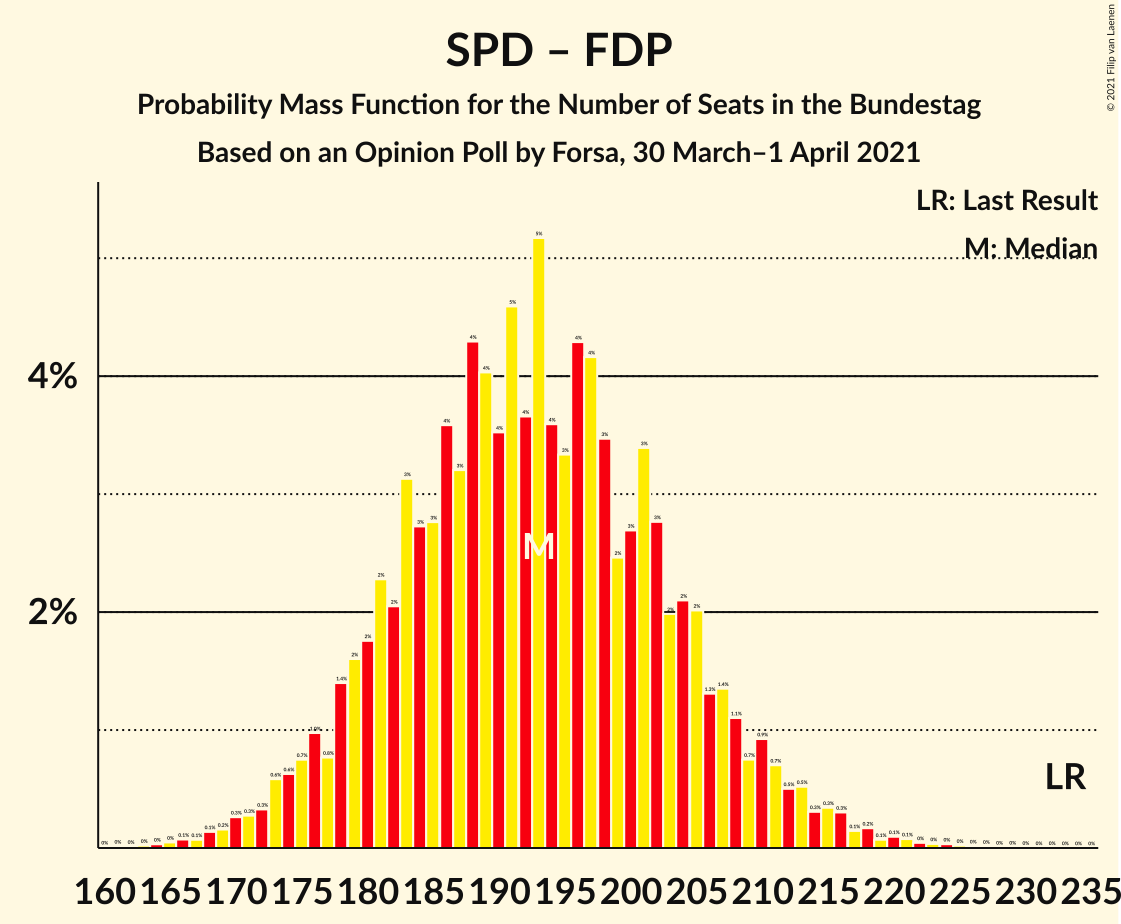 SPD – FDP
Probability Mass Function for the Number of Seats in the Bundestag
Based on an Opinion Poll by Forsa, 30 March–1 April 2021
© 2021 Filip van Laenen
LR: Last Result
M: Median
4%
2%
M
LR
160 165 170 175 180 185 190 195 200 205 210 215 220 225 230 235